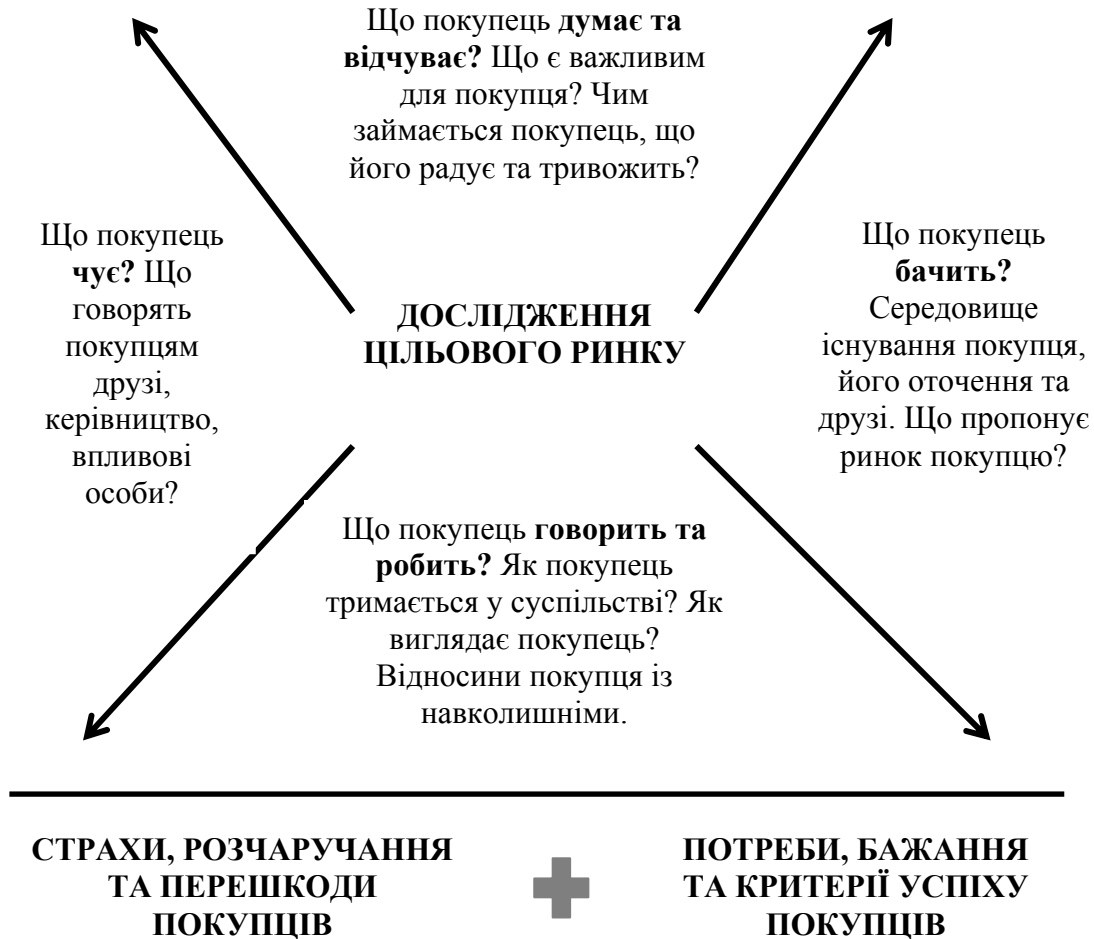 Що покупець думає та
відчуває? Що є важливим
для покупця? Чим
займається покупець, що
його радує та тривожить?
Що покупець
чує? Що
говорять
покупцям
друзі,
керівництво,
впливові
особи?
ДОСЛІДЖЕННЯ
ЦІЛЬОВОГО РИНКУ
Що покупець
бачить?
Середовище
існування покупця,
його оточення та
друзі. Що пропонує
ринок покупцю?
Що покупець говорить та
робить? Як покупець
тримається у суспільстві? Як
виглядає покупець?
Відносини покупця із
навколишніми.
СТРАХИ, РОЗЧАРУЧАННЯ
ТА ПЕРЕШКОДИ
ПОКУПЦІВ
ПОТРЕБИ, БАЖАННЯ
ТА КРИТЕРІЇ УСПІХУ
ПОКУПЦІВ